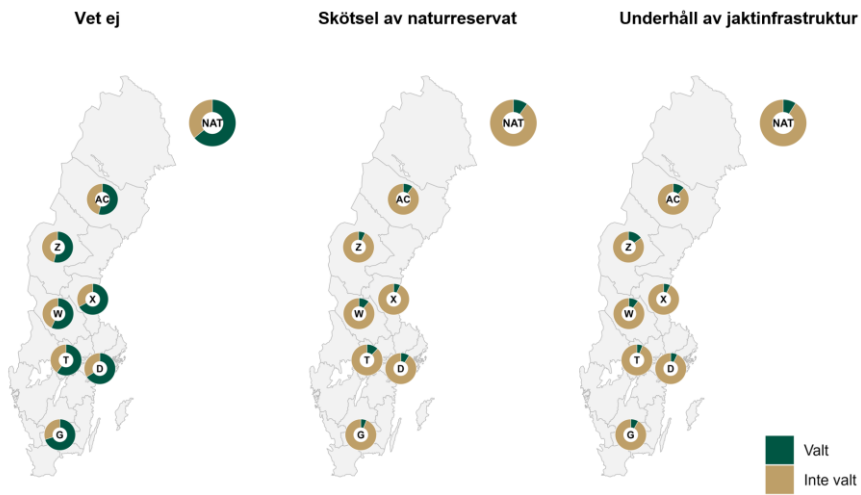 Vet ej
Skötsel av naturreservat
Underhåll av jaktinfrastruktur
NAT
NAT
NAT
AC
AC
AC
Z
Z
Z
X
X
X
W
W
W
T
T
T
D
D
D
G
G
G
Valt
Inte valt